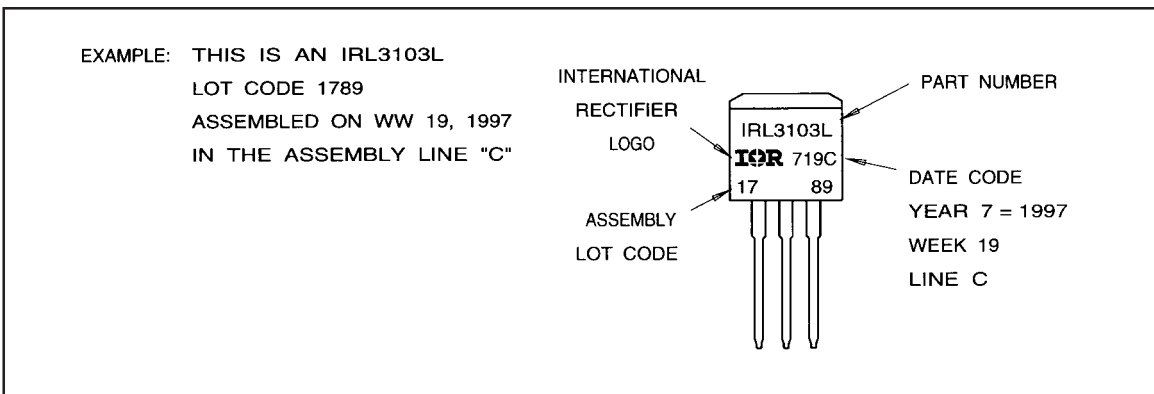 EXAMPLE: THIS IS AN IRL3103L
LOT CODE 1789
ASSEMBLED ON WW 19, 1997
IN THE ASSEMBLY LINE "C"
INTERNATIONAL
RECTIFIER
LOGO
PART NUMBER
IRL3103L
IOR 719C
17 89
ASSEMBLY
LOT CODE
DATE CODE
YEAR 7 = 1997
WEEK 19
LINE C